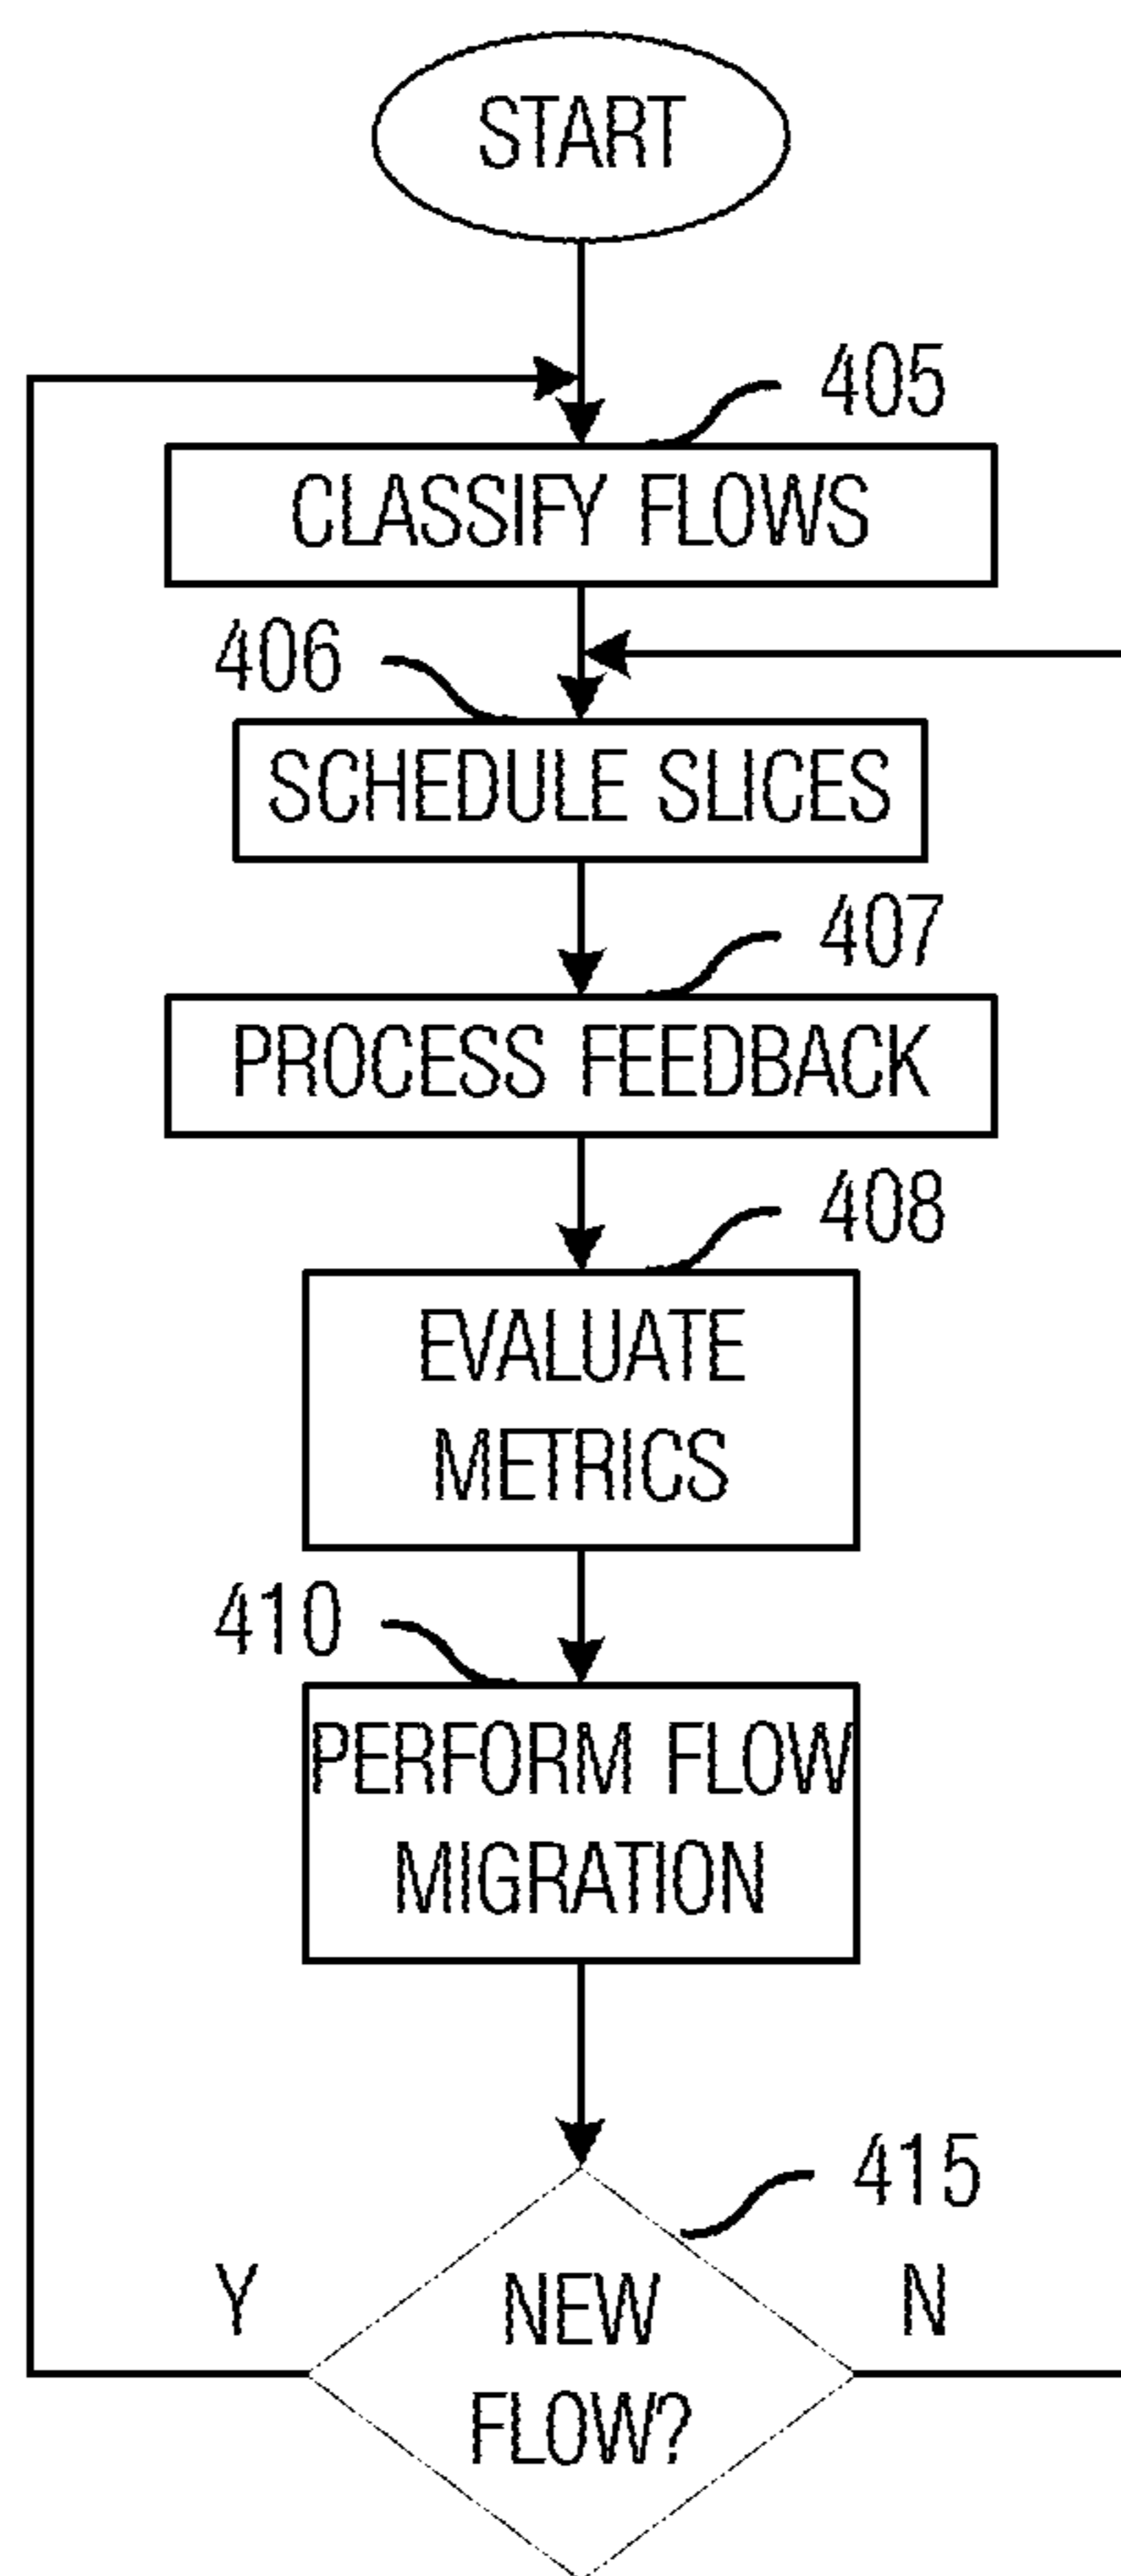 START
405
CLASSIFY FLOWS
406
SCHEDULE SLICES
407
PROCESS FEEDBACK
408
EVALUATE
METRICS
410
PERFORM FLOW
MIGRATION
415
Y
NEW
FLOW?
N